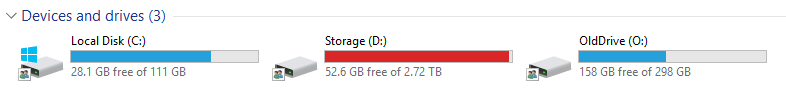 Devices and drives (3)
Local Disk (C:)
28.1 GB free of 111 GB
Storage (D:)
52.6 GB free of 2.72 TB
OldDrive (O:)
158 GB free of 298 GB